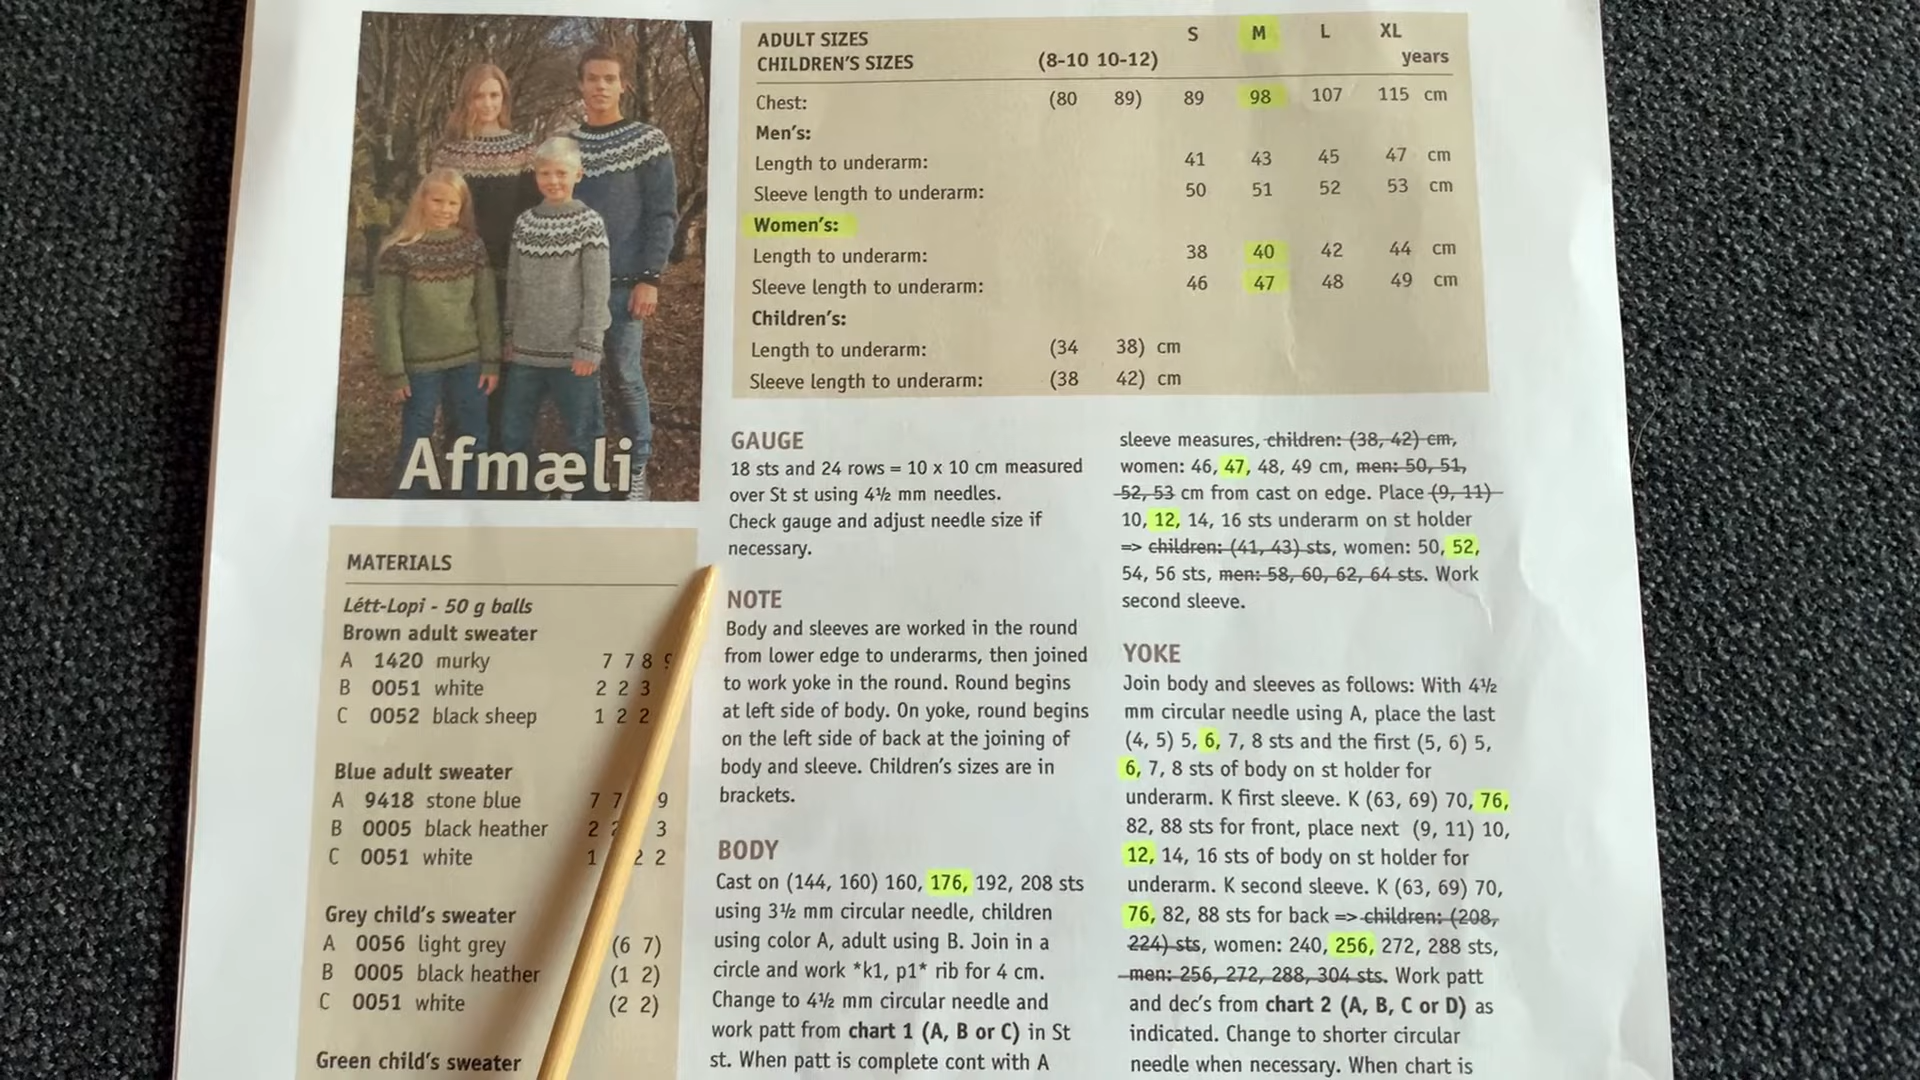 Afmæli
ADULT SIZES S M L XL
CHILDREN'S SIZES (8-10 10-12) years
Chest: (80 89) 89 98 107 115 cm
Men's:
Length to underarm: 41 43 45 47 cm
Sleeve length to underarm: 50 51 52 53 cm
Women's:
Length to underarm: 38 40 42 44 cm
Sleeve length to underarm: 46 47 48 49 cm
Children's:
Length to underarm: (34 38) cm
Sleeve length to underarm: (38 42) cm
MATERIALS
Létt-Lopi - 50 g balls
Brown adult sweater
A 1420 murky 7 7 8
B 0051 white 2 2 3
C 0052 black sheep 1 2 2
Blue adult sweater
A 9418 stone blue 7 7 9
B 0005 black heather 2 3
C 0051 white 1 2 2
Grey child's sweater
A 0056 light grey (6 7)
B 0005 black heather (1 2)
C 0051 white (2 2)
Green child's sweater
GAUGE
18 sts and 24 rows = 10 x 10 cm measured
over St st using 4½ mm needles.
Check gauge and adjust needle size if
necessary.
NOTE
Body and sleeves are worked in the round
from lower edge to underarms, then joined
to work yoke in the round. Round begins
at left side of body. On yoke, round begins
on the left side of back at the joining of
body and sleeve. Children's sizes are in
brackets.
BODY
Cast on (144, 160) 160, 176, 192, 208 sts
using 3½ mm circular needle, children
using color A, adult using B. Join in a
circle and work *k1, p1* rib for 4 cm.
Change to 4½ mm circular needle and
work patt from chart 1 (A, B or C) in St
st. When patt is complete cont with A
sleeve measures, children: (38, 42) cm,
women: 46, 47, 48, 49 cm, men: 50, 51,
52, 53 cm from cast on edge. Place (9, 11)
10, 12, 14, 16 sts underarm on st holder
=> children: (41, 43) sts, women: 50, 52,
54, 56 sts, men: 58, 60, 62, 64 sts. Work
second sleeve.
YOKE
Join body and sleeves as follows: With 4½
mm circular needle using A, place the last
(4, 5) 5, 6, 7, 8 sts and the first (5, 6) 5,
6, 7, 8 sts of body on st holder for
underarm. K first sleeve. K (63, 69) 70, 76,
82, 88 sts for front, place next (9, 11) 10,
12, 14, 16 sts of body on st holder for
underarm. K second sleeve. K (63, 69) 70,
76, 82, 88 sts for back => children: (208,
224) sts, women: 240, 256, 272, 288 sts,
men: 256, 272, 288, 304 sts. Work patt
and dec's from chart 2 (A, B, C or D) as
indicated. Change to shorter circular
needle when necessary. When chart is